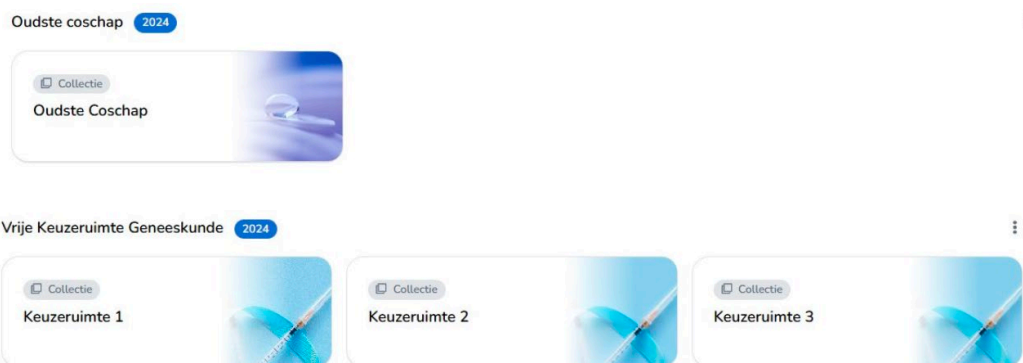 Oudste coschap 2024
Collectie
Oudste Coschap
Vrije Keuzeruimte Geneeskunde 2024
Collectie
Keuzeruimte 1
Collectie
Keuzeruimte 2
Collectie
Keuzeruimte 3